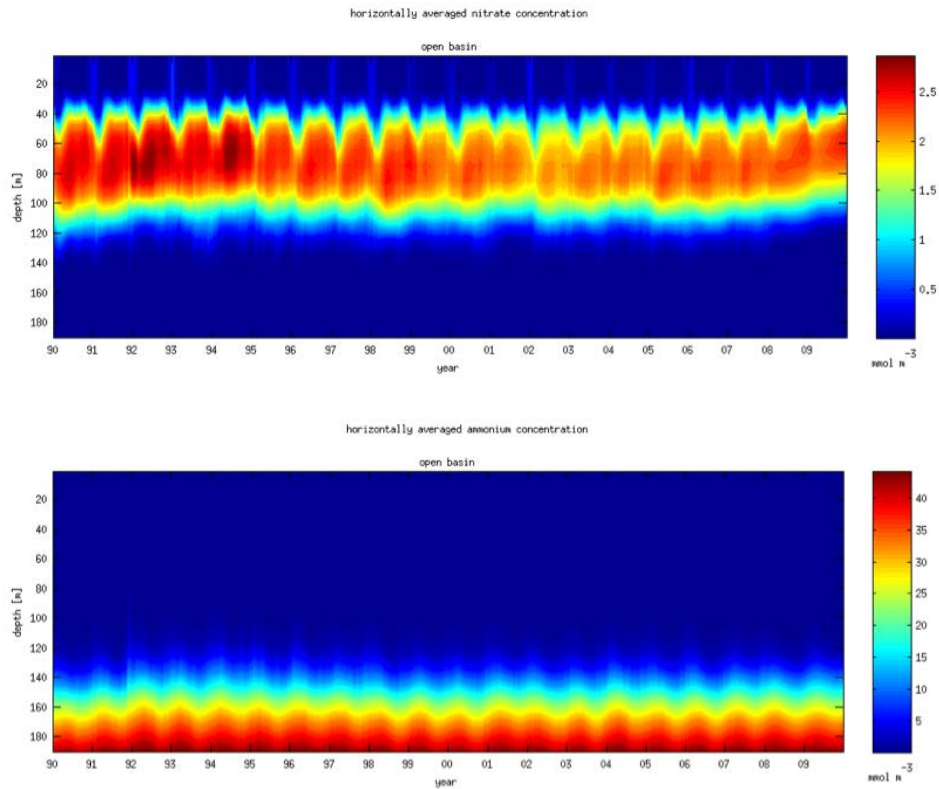 horizontally averaged nitrate concentration
open basin
20
40
60
80
100
120
140
160
180
depth [m]
90 91 92 93 94 95 96 97 98 99 00 01 02 03 04 05 06 07 08 09
year
2.5
2
1.5
1
0.5
mmol m-3
horizontally averaged ammonium concentration
open basin
20
40
60
80
100
120
140
160
180
depth [m]
90 91 92 93 94 95 96 97 98 99 00 01 02 03 04 05 06 07 08 09
year
40
35
30
25
20
15
10
5
mmol m-3